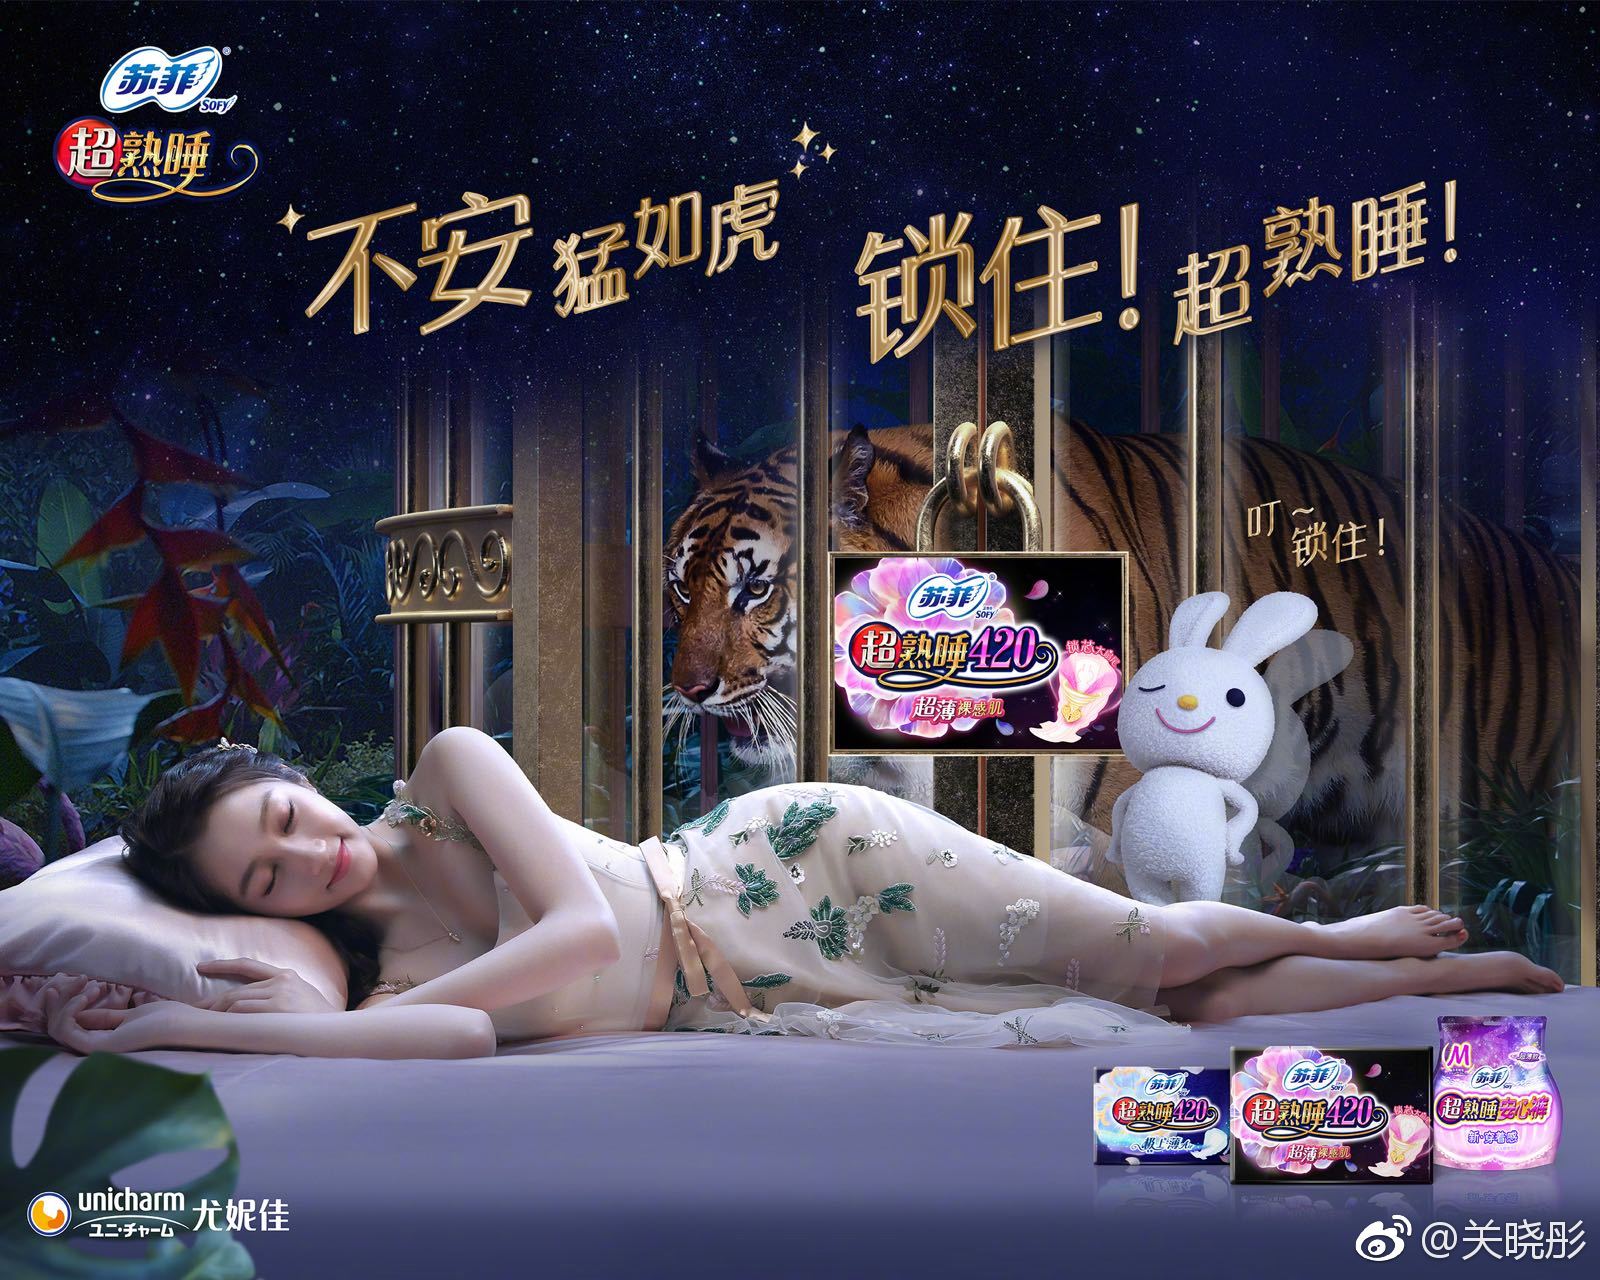 苏菲
SOFY
超熟睡
不安猛如虎 锁住!超熟睡!
叮~
锁住!
苏菲
SOFY
超熟睡420
超薄裸感肌
苏菲
SOFY
超熟睡420
苏菲
SOFY
超熟睡420
超薄裸感肌
M
苏菲
SOFY
超熟睡安心裤
新·穿着感
unicharm
ユニ・チャーム
尤妮佳
@关晓彤